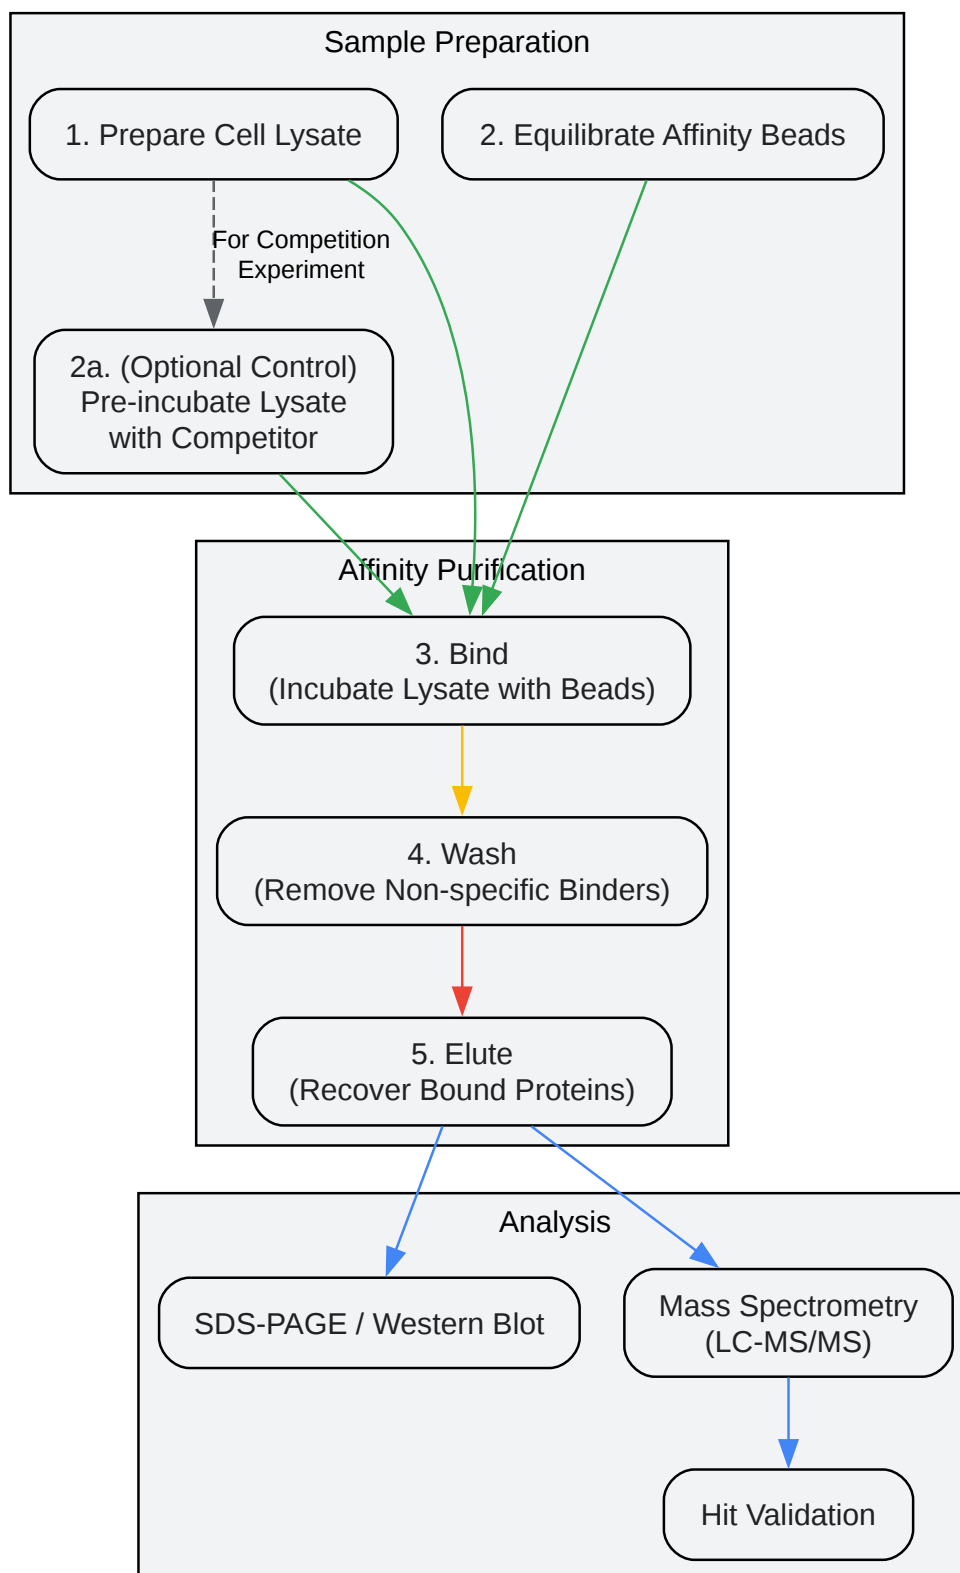 Sample Preparation
1. Prepare Cell Lysate
2. Equilibrate Affinity Beads
For Competition
Experiment
2a. (Optional Control)
Pre-incubate Lysate
with Competitor
Affinity Purification
3. Bind
(Incubate Lysate with Beads)
4. Wash
(Remove Non-specific Binders)
5. Elute
(Recover Bound Proteins)
Analysis
SDS-PAGE / Western Blot
Mass Spectrometry
(LC-MS/MS)
Hit Validation